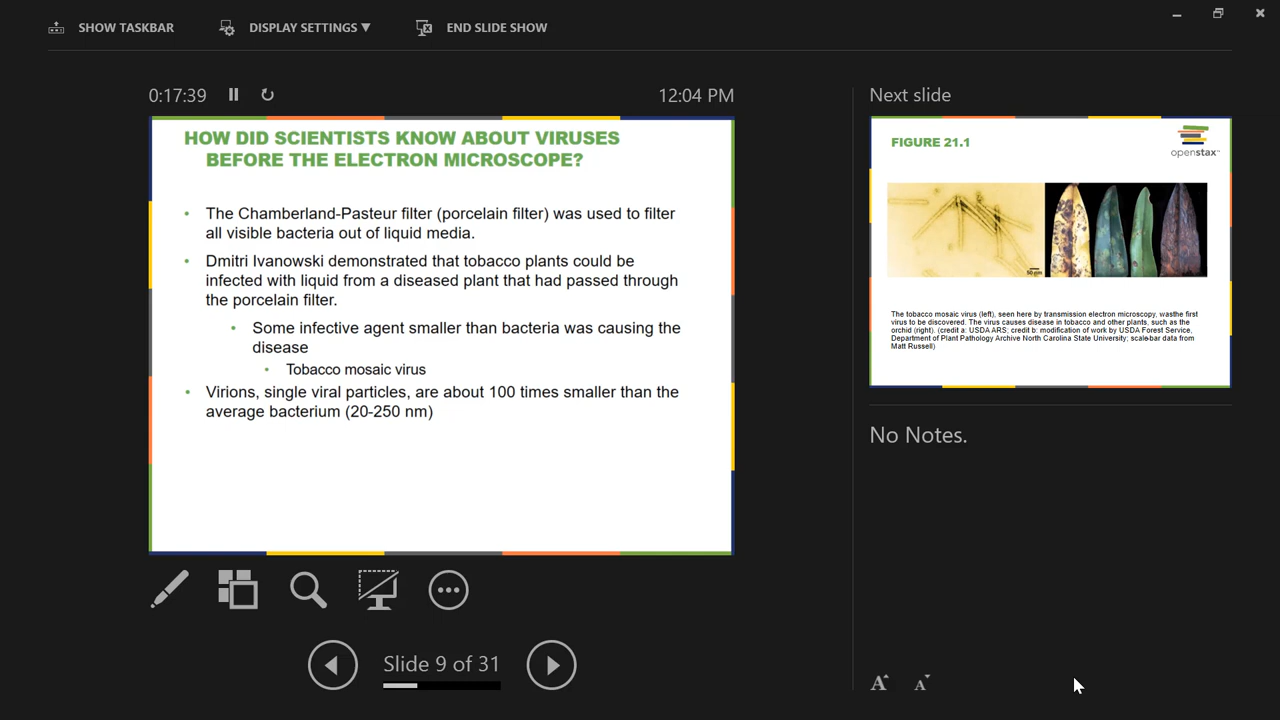 SHOW TASKBAR
DISPLAY SETTINGS ▼
END SLIDE SHOW
0:17:39
12:04 PM
HOW DID SCIENTISTS KNOW ABOUT VIRUSES
BEFORE THE ELECTRON MICROSCOPE?
• The Chamberland-Pasteur filter (porcelain filter) was used to filter
all visible bacteria out of liquid media.
• Dmitri Ivanowski demonstrated that tobacco plants could be
infected with liquid from a diseased plant that had passed through
the porcelain filter.
• Some infective agent smaller than bacteria was causing the
disease
• Tobacco mosaic virus
• Virions, single viral particles, are about 100 times smaller than the
average bacterium (20-250 nm)
Slide 9 of 31
Next slide
FIGURE 21.1
openstax™
50 nm
The tobacco mosaic virus (left), seen here by transmission electron microscopy, wasthe first
virus to be discovered. The virus causes disease in tobacco and other plants, such as the
orchid (right). (credit a: USDA ARS; credit b: modification of work by USDA Forest Service,
Department of Plant Pathology Archive North Carolina State University; scale-bar data from
Matt Russell)
No Notes.
A A